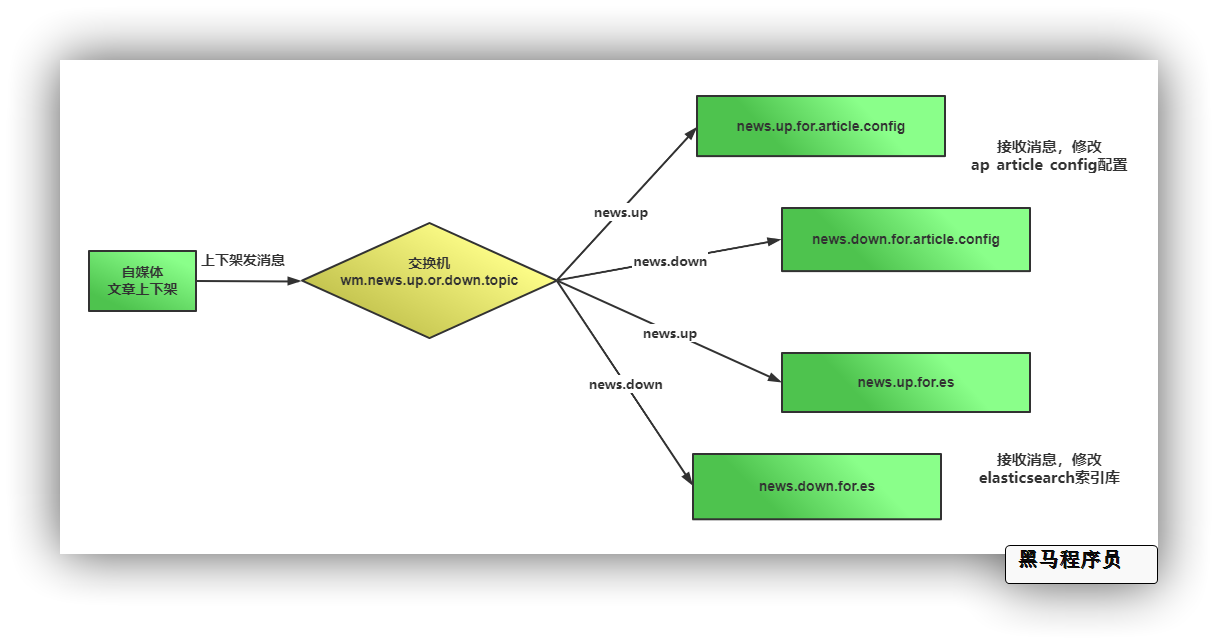 news.up.for.article.config
接收消息，修改
ap article config配置
news.up
news.down.for.article.config
news.down
上下架发消息
自媒体
文章上下架
交换机
wm.news.up.or.down.topic
news.up
news.up.for.es
news.down
接收消息，修改
elasticsearch索引库
news.down.for.es
黑马程序员